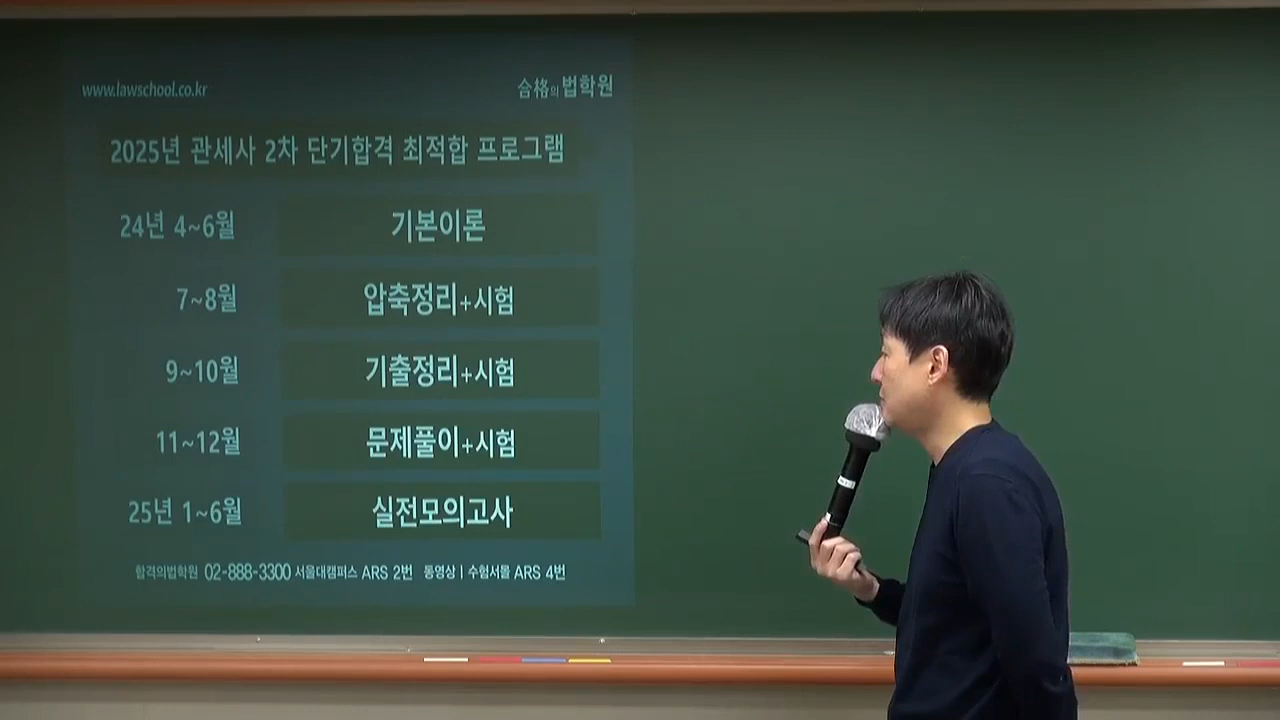 www.lawschool.co.kr
合格의 법학원
2025년 관세사 2차 단기합격 최적합 프로그램
24년 4~6월 기본이론
7~8월 압축정리+시험
9~10월 기출정리+시험
11~12월 문제풀이+시험
25년 1~6월 실전모의고사
합격의법학원 02-888-3300 서울대캠퍼스 ARS 2번 동영상 | 수험서몰 ARS 4번